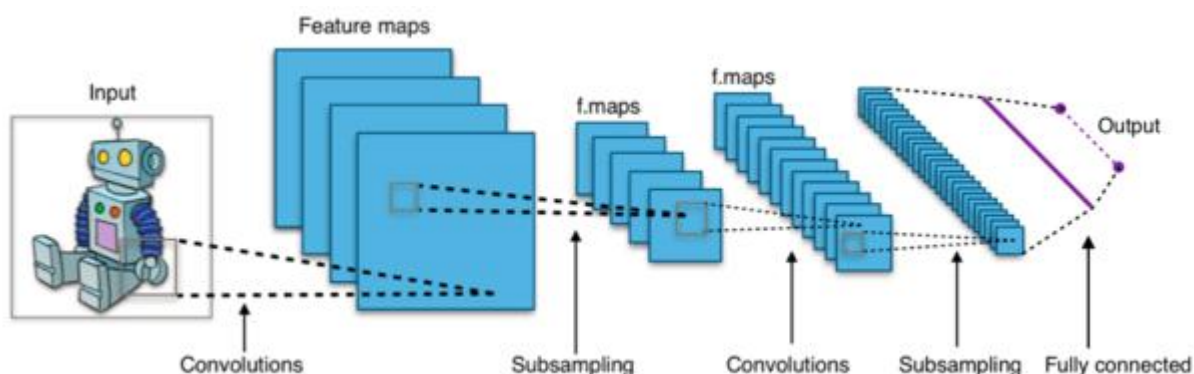 Feature maps
Input
f.maps
f.maps
Output
Convolutions
Subsampling
Convolutions
Subsampling
Fully connected